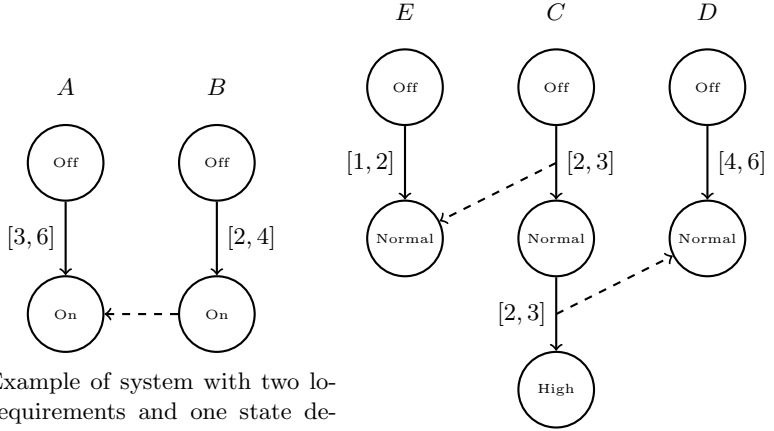 E C D
Off Off Off
A B
Off Off
[1, 2] [2, 3] [4, 6]
[3, 6] [2, 4]
Normal Normal Normal
On On
[2, 3]
Example of system with two lo-
equirements and one state de-
High